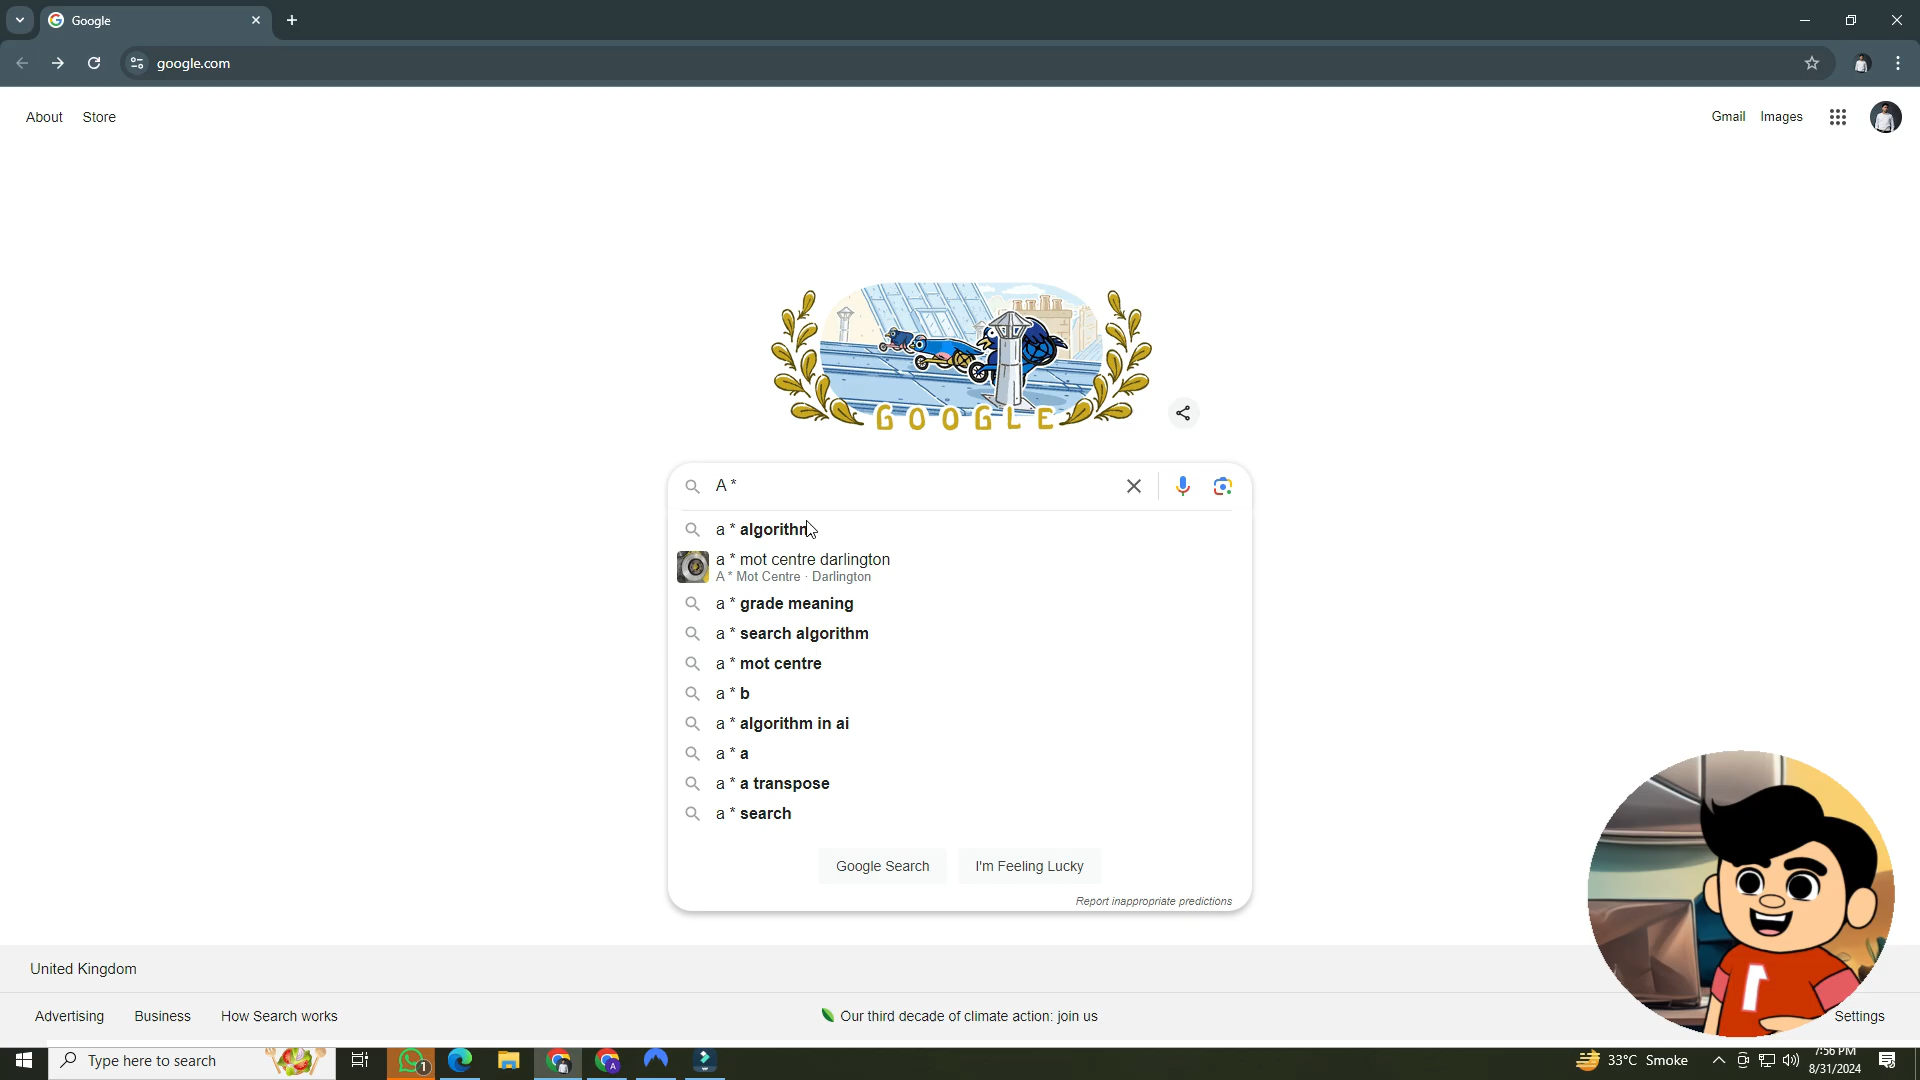 Google
google.com
About Store
Gmail Images
GOOGLE
A *
a * algorithm
a * mot centre darlington
A * Mot Centre · Darlington
a * grade meaning
a * search algorithm
a * mot centre
a * b
a * algorithm in ai
a * a
a * a transpose
a * search
Google Search I'm Feeling Lucky
Report inappropriate predictions
United Kingdom
Advertising Business How Search works
Our third decade of climate action: join us
Settings
1
Type here to search
1
A
33°C Smoke
7:56 PM
8/31/2024